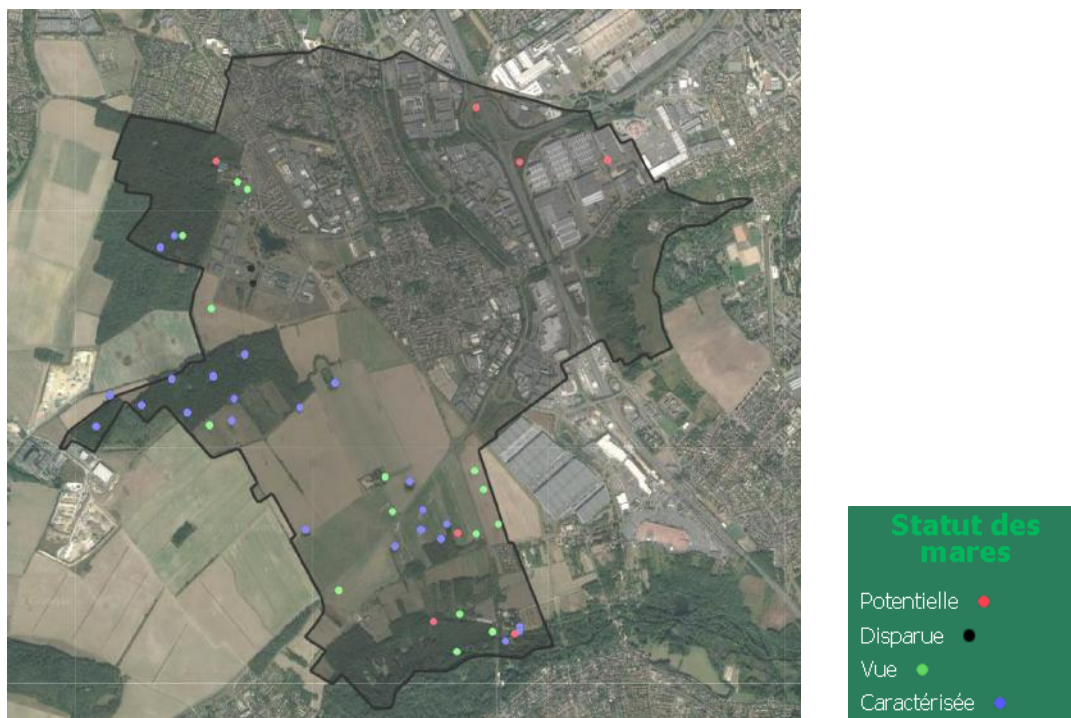 Statut des
mares
Potentielle
Disparue
Vue
Caractérisée